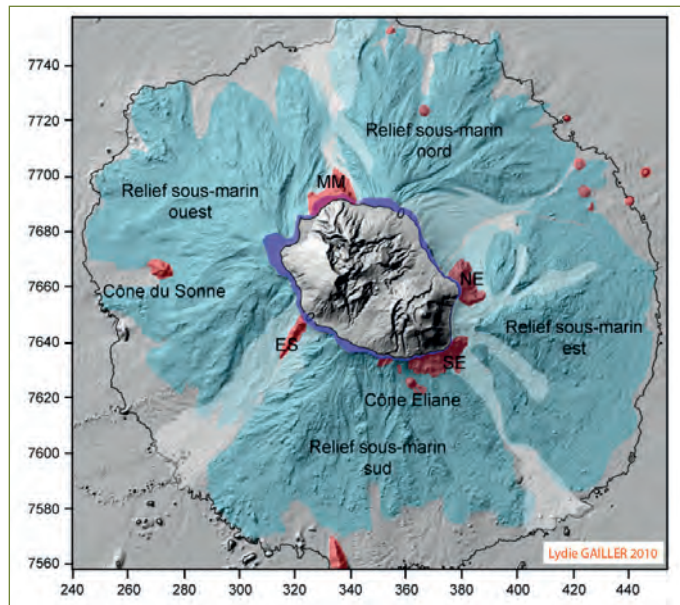 7740
7720
7700
7680
7660
7640
7620
7600
7580
7560
240
260
280
300
320
340
360
380
400
420
440
Relief sous-marin
nord
Relief sous-marin
ouest
MM
Cône du Sonne
NE
Relief sous-marin
est
ES
SE
Cône Eliane
Relief sous-marin
sud
Lydie GAILLER 2010